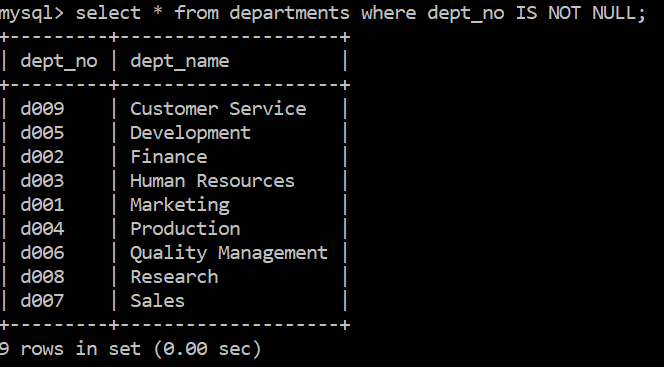 mysql> select * from departments where dept_no IS NOT NULL;
+---------+--------------------+
| dept_no | dept_name          |
+---------+--------------------+
| d009    | Customer Service   |
| d005    | Development        |
| d002    | Finance            |
| d003    | Human Resources    |
| d001    | Marketing          |
| d004    | Production         |
| d006    | Quality Management |
| d008    | Research           |
| d007    | Sales              |
+---------+--------------------+
9 rows in set (0.00 sec)